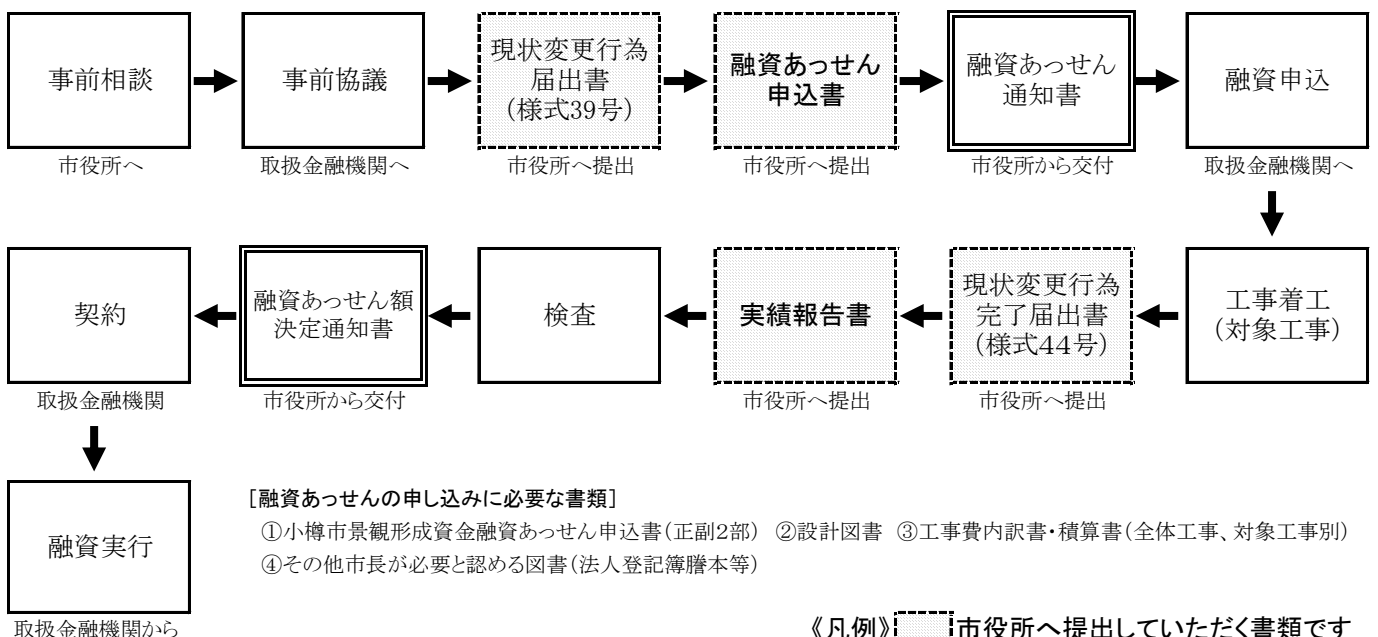 事前相談
市役所へ
事前協議
取扱金融機関へ
現状変更行為
届出書
(様式39号)
市役所へ提出
融資あっせん
申込書
市役所へ提出
融資あっせん
通知書
市役所から交付
融資申込
取扱金融機関へ
工事着工
(対象工事)
現状変更行為
完了届出書
(様式44号)
市役所へ提出
実績報告書
市役所へ提出
検査
融資あっせん額
決定通知書
市役所から交付
契約
取扱金融機関
融資実行
取扱金融機関から
[融資あっせんの申し込みに必要な書類]
①小樽市景観形成資金融資あっせん申込書(正副2部) ②設計図書 ③工事費内訳書・積算書(全体工事、対象工事別)
④その他市長が必要と認める図書(法人登記簿謄本等)
《凡例》 市役所へ提出していただく書類です